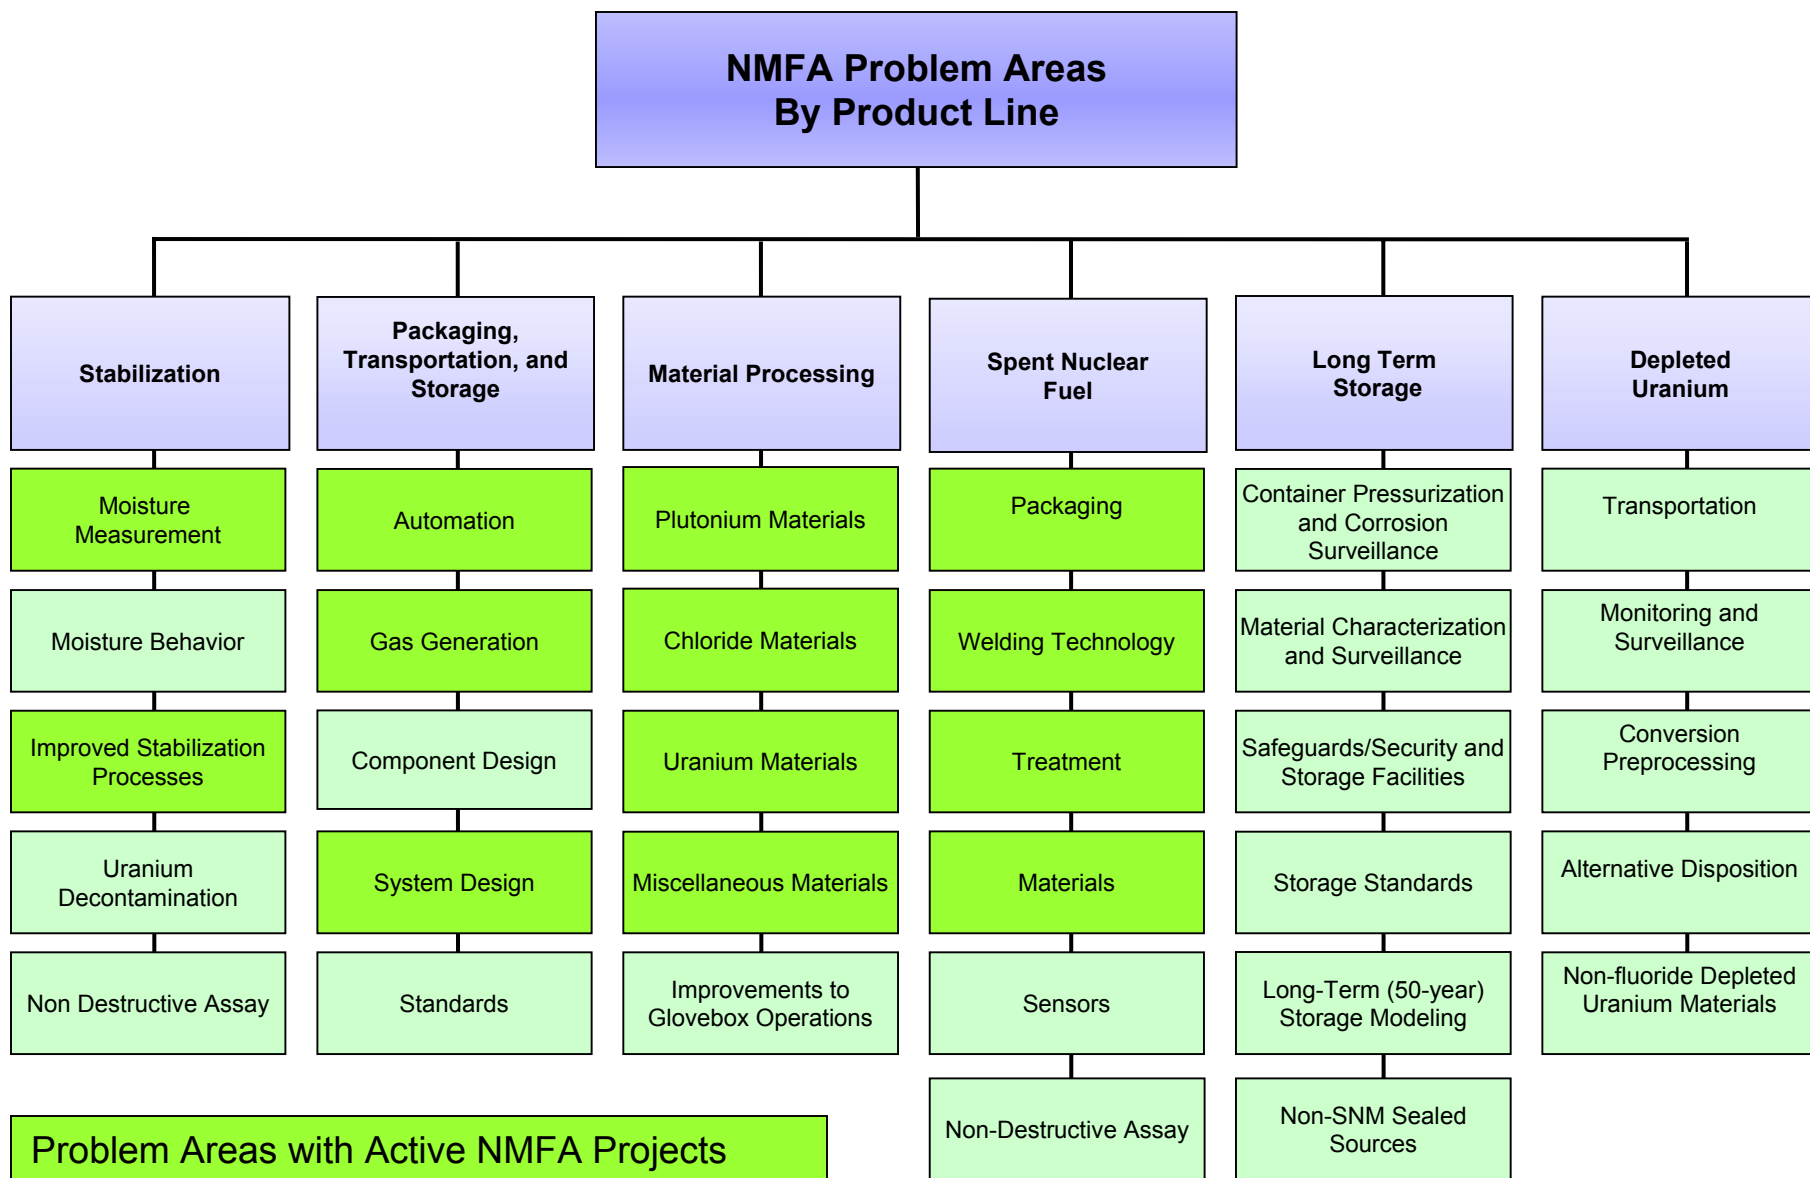 NMFA Problem Areas
By Product Line
Stabilization
Packaging,
Transportation, and
Storage
Material Processing
Spent Nuclear
Fuel
Long Term
Storage
Depleted
Uranium
Moisture
Measurement
Automation
Plutonium Materials
Packaging
Container Pressurization
and Corrosion
Surveillance
Transportation
Moisture Behavior
Gas Generation
Chloride Materials
Welding Technology
Material Characterization
and Surveillance
Monitoring and
Surveillance
Improved Stabilization
Processes
Component Design
Uranium Materials
Treatment
Safeguards/Security and
Storage Facilities
Conversion
Preprocessing
Uranium
Decontamination
System Design
Miscellaneous Materials
Materials
Storage Standards
Alternative Disposition
Non Destructive Assay
Standards
Improvements to
Glovebox Operations
Sensors
Long-Term (50-year)
Storage Modeling
Non-fluoride Depleted
Uranium Materials
Non-Destructive Assay
Non-SNM Sealed
Sources
Problem Areas with Active NMFA Projects